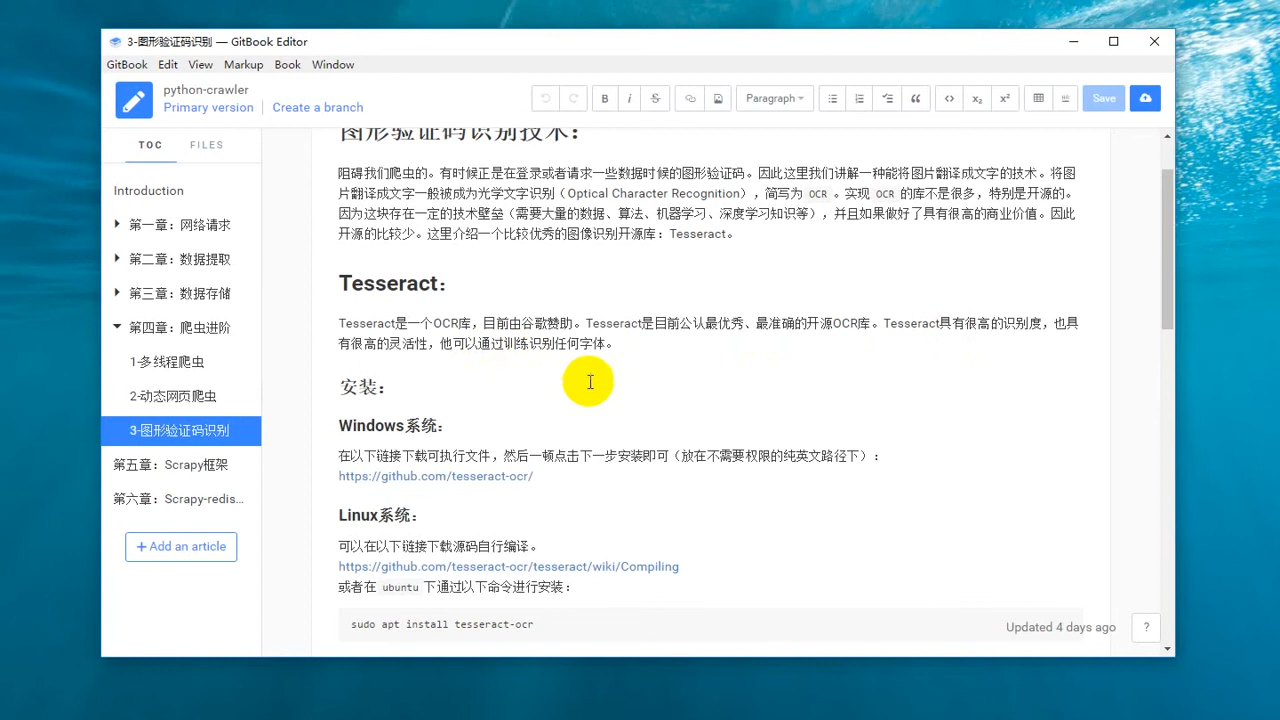 3-图形验证码识别 — GitBook Editor
GitBook Edit View Markup Book Window
python-crawler
Primary version Create a branch
B i S Paragraph x₂ x² Save
TOC FILES
Introduction
第一章：网络请求
第二章：数据提取
第三章：数据存储
第四章：爬虫进阶
1-多线程爬虫
2-动态网页爬虫
3-图形验证码识别
第五章：Scrapy框架
第六章：Scrapy-redis...
+ Add an article
图形验证码识别技术：
阻碍我们爬虫的。有时候正是在登录或者请求一些数据时候的图形验证码。因此这里我们讲解一种能将图片翻译成文字的技术。将图
片翻译成文字一般被成为光学文字识别（Optical Character Recognition），简写为 OCR 。实现 OCR 的库不是很多，特别是开源的。
因为这块存在一定的技术壁垒（需要大量的数据、算法、机器学习、深度学习知识等），并且如果做好了具有很高的商业价值。因此
开源的比较少。这里介绍一个比较优秀的图像识别开源库：Tesseract。
Tesseract：
Tesseract是一个OCR库，目前由谷歌赞助。Tesseract是目前公认最优秀、最准确的开源OCR库。Tesseract具有很高的识别度，也具
有很高的灵活性，他可以通过训练识别任何字体。
安装：
Windows系统：
在以下链接下载可执行文件，然后一顿点击下一步安装即可（放在不需要权限的纯英文路径下）：
https://github.com/tesseract-ocr/
Linux系统：
可以在以下链接下载源码自行编译。
https://github.com/tesseract-ocr/tesseract/wiki/Compiling
或者在 ubuntu 下通过以下命令进行安装：
sudo apt install tesseract-ocr
Updated 4 days ago ?